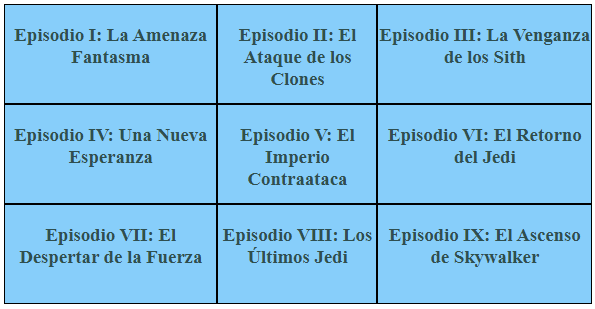 Episodio I: La Amenaza
Fantasma
Episodio II: El
Ataque de los
Clones
Episodio III: La Venganza
de los Sith
Episodio IV: Una Nueva
Esperanza
Episodio V: El
Imperio
Contraataca
Episodio VI: El Retorno
del Jedi
Episodio VII: El
Despertar de la Fuerza
Episodio VIII: Los
Últimos Jedi
Episodio IX: El Ascenso
de Skywalker